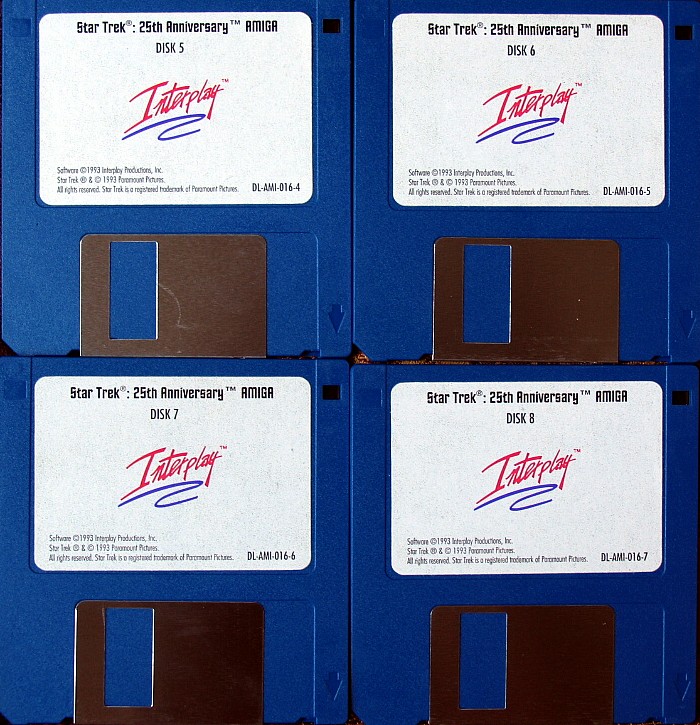 Star Trek®: 25th Anniversary™ AMIGA
DISK 5
Interplay™
Software ©1993 Interplay Productions, Inc.
Star Trek ® & © 1993 Paramount Pictures.
All rights reserved. Star Trek is a registered trademark of Paramount Pictures.
DL-AMI-016-4
Star Trek®: 25th Anniversary™ AMIGA
DISK 6
Interplay™
Software ©1993 Interplay Productions, Inc.
Star Trek ® & © 1993 Paramount Pictures.
All rights reserved. Star Trek is a registered trademark of Paramount Pictures.
DL-AMI-016-5
Star Trek®: 25th Anniversary™ AMIGA
DISK 7
Interplay™
Software ©1993 Interplay Productions, Inc.
Star Trek ® & © 1993 Paramount Pictures.
All rights reserved. Star Trek is a registered trademark of Paramount Pictures.
DL-AMI-016-6
Star Trek®: 25th Anniversary™ AMIGA
DISK 8
Interplay™
Software ©1993 Interplay Productions, Inc.
Star Trek ® & © 1993 Paramount Pictures.
All rights reserved. Star Trek is a registered trademark of Paramount Pictures.
DL-AMI-016-7